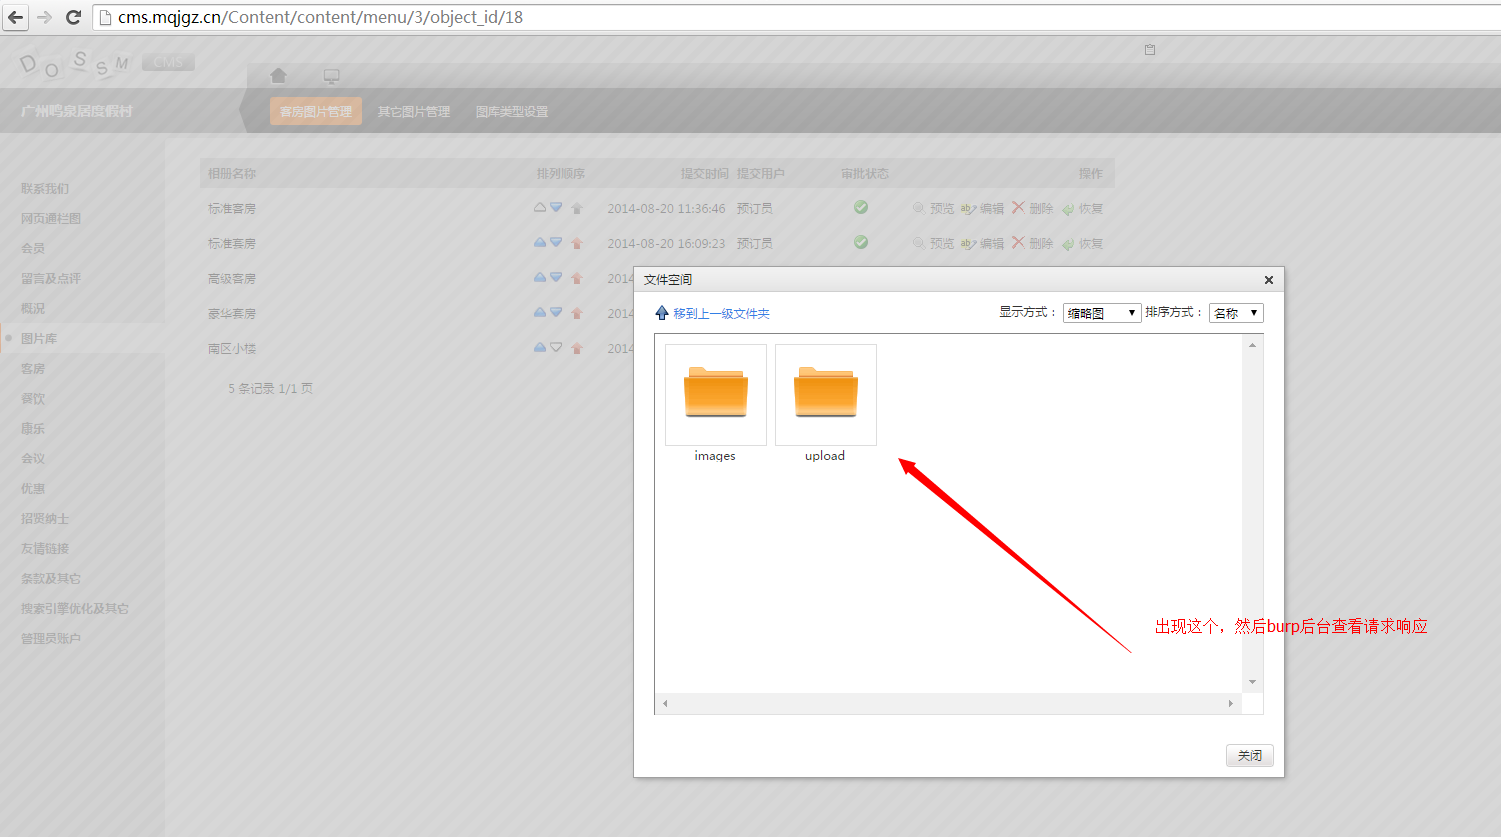 cms.mqjgz.cn/Content/content/menu/3/object_id/18
DOSSM CMS
广州鸣泉居度假村
客房图片管理 其它图片管理 图库类型设置
联系我们
网页通栏图
会员
留言及点评
概况
图片库
客房
餐饮
康乐
会议
优惠
招贤纳士
友情链接
条款及其它
搜索引擎优化及其它
管理员账户
相册名称 排列顺序 提交时间 提交用户 审批状态 操作
标准客房 2014-08-20 11:36:46 预订员 预览 编辑 删除 恢复
标准客房 2014-08-20 16:09:23 预订员 预览 编辑 删除 恢复
高级客房 2014
豪华客房 2014
南区小楼 2014
5 条记录 1/1 页
文件空间
移到上一级文件夹 显示方式： 缩略图 排序方式： 名称
images upload
关闭
出现这个，然后burp后台查看请求响应